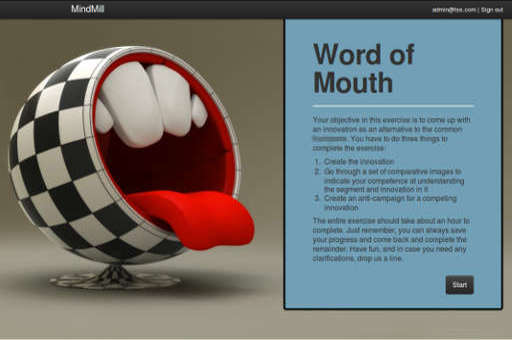 MindMill
admin@fse.com | Sign out
Word of
Mouth
Your objective in this exercise is to come up with
an innovation as an alternative to the common
You have to do three things to
complete the exercise:
1. Create the innovation
2. Go through a set of comparative images to
indicate your competence at understanding
the segment and innovation in it
3. Create an anti-campaign for a competing
innovation
The entire exercise should take about an hour to
complete. Just remember, you can always save
your progress and come back and complete the
remainder. Have fun, and in case you need any
clarifications, drop us a line.
Start